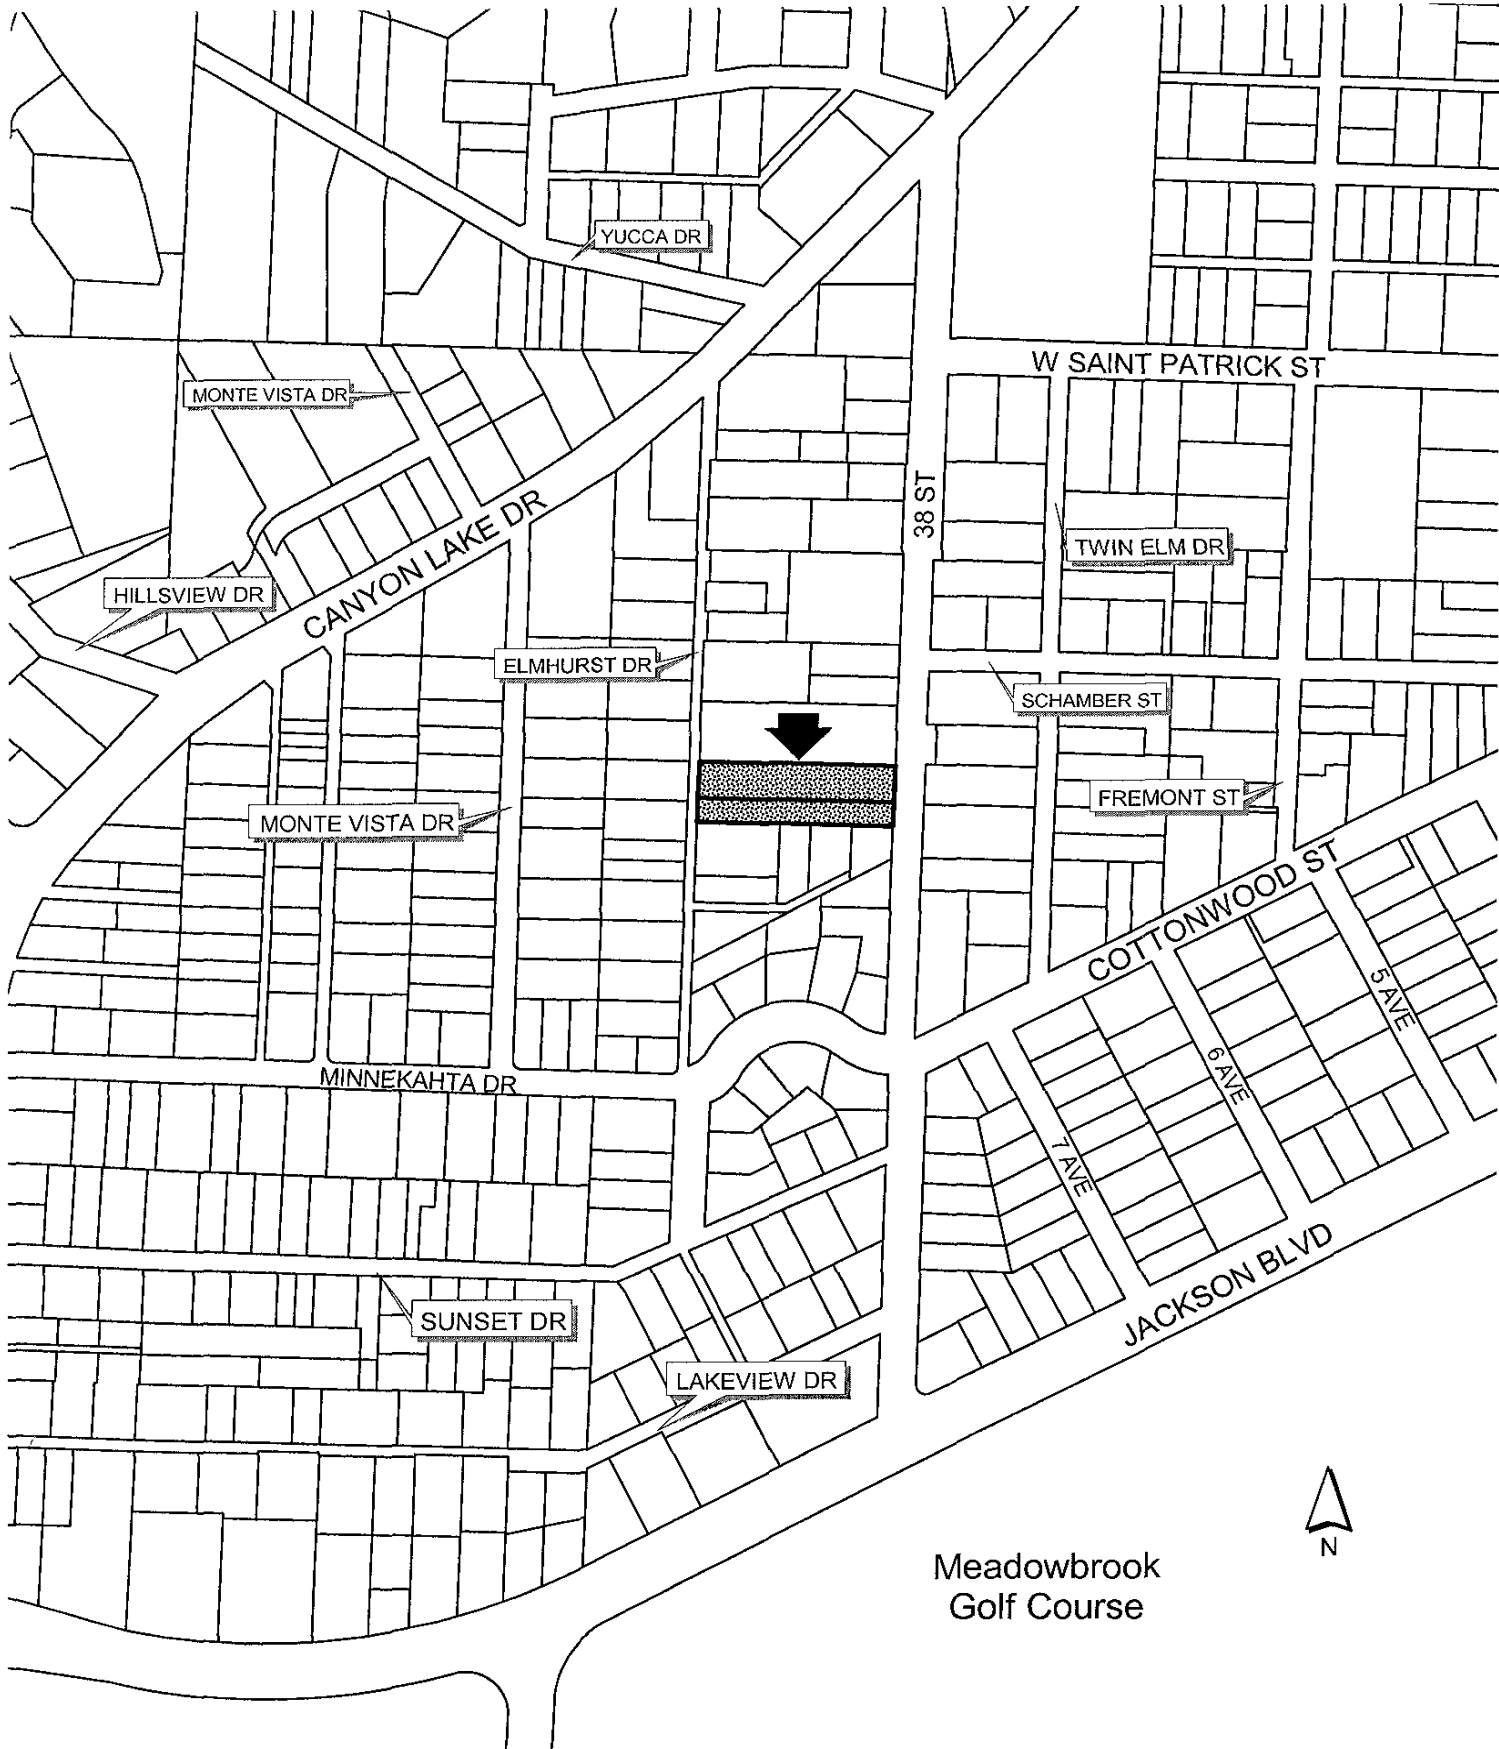 YUCCA DR
W SAINT PATRICK ST
MONTE VISTA DR
38 ST
CANYON LAKE DR
TWIN ELM DR
HILLSVIEW DR
ELMHURST DR
SCHAMBER ST
FREMONT ST
MONTE VISTA DR
COTTONWOOD ST
5 AVE
6 AVE
MINNEKAHTA DR
7 AVE
JACKSON BLVD
SUNSET DR
LAKEVIEW DR
N
Meadowbrook
Golf Course